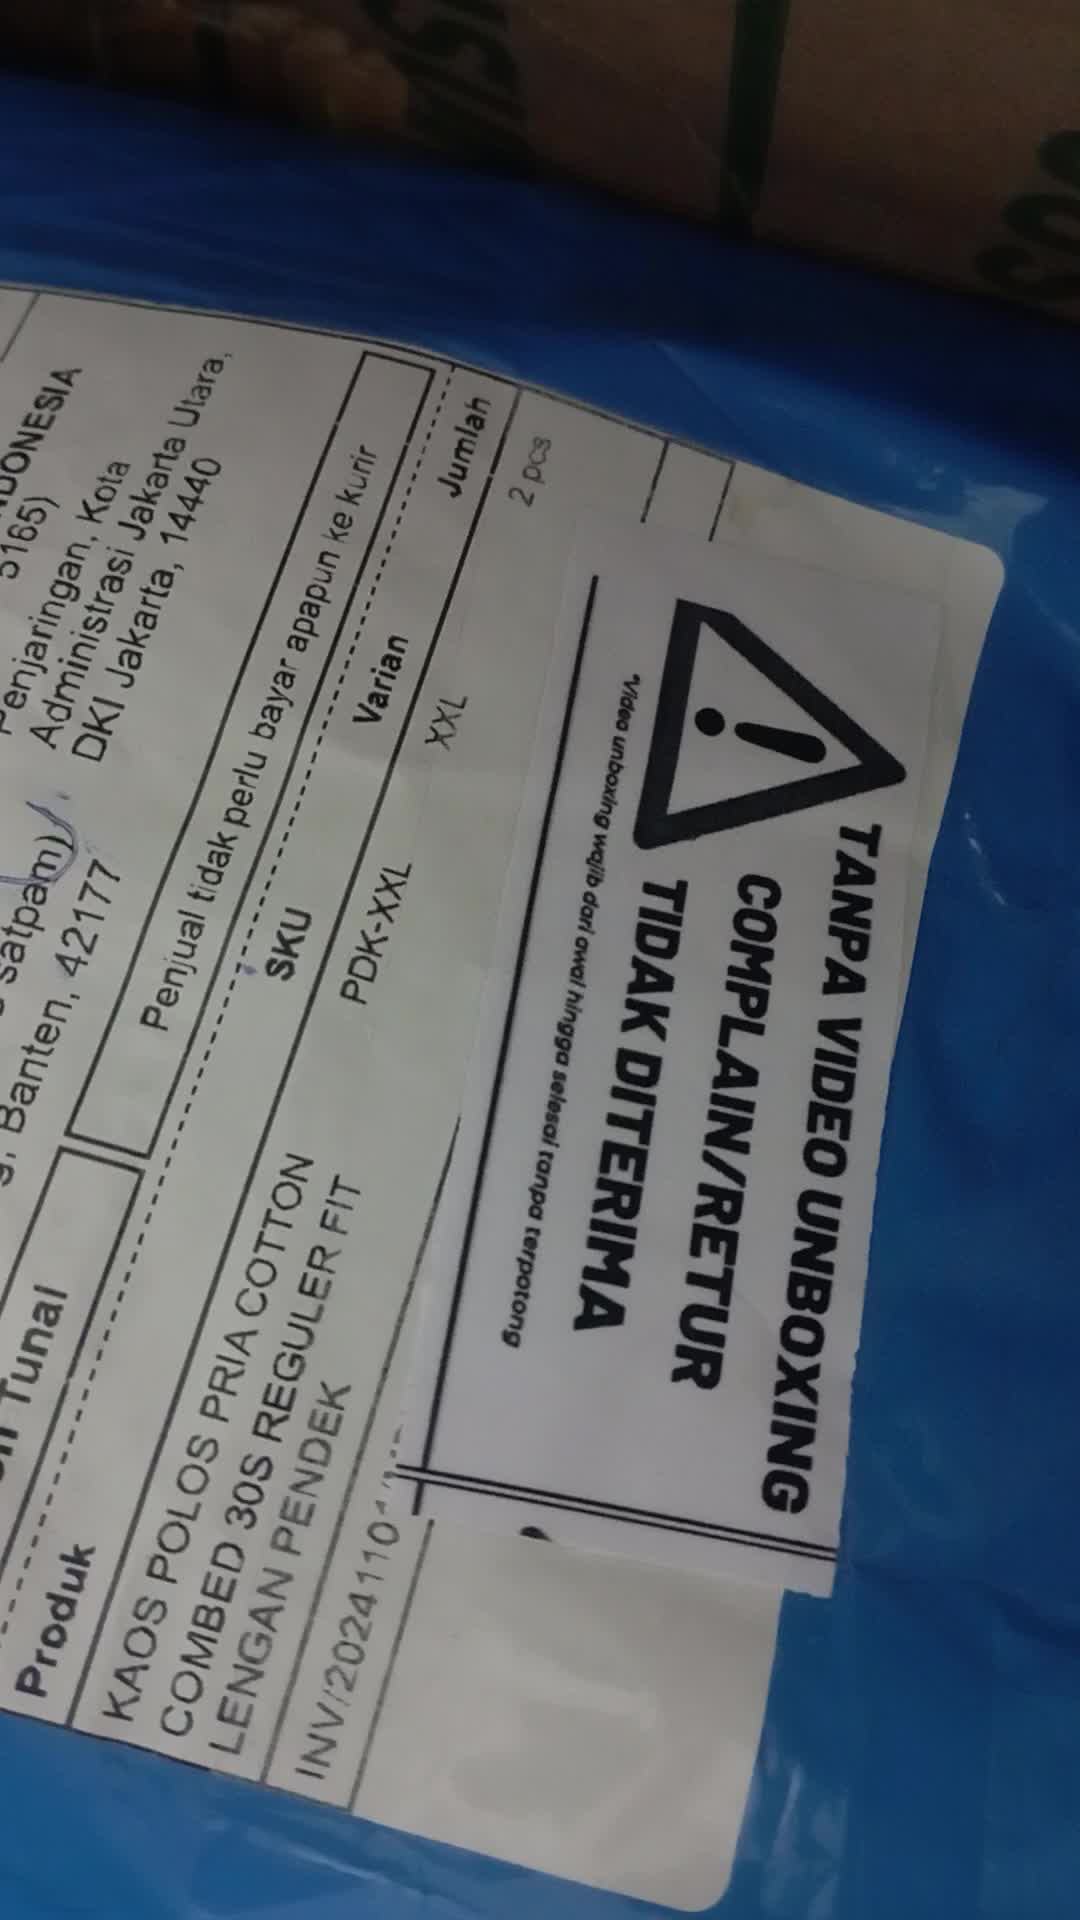 DONESIA
5165)
Penjaringan, Kota
Administrasi Jakarta Utara,
DKI Jakarta, 14440
satpam)
Banten, 42177
Tunai
Penjual tidak perlu bayar apapun ke kurir
Produk SKU Varian Jumlah
KAOS POLOS PRIA COTTON PDK-XXL XXL 2 pcs
COMBED 30S REGULER FIT
LENGAN PENDEK
INV/2024110
TANPA VIDEO UNBOXING
COMPLAIN/RETUR
TIDAK DITERIMA
*Video unboxing wajib dari awal hingga selesai tanpa terpotong